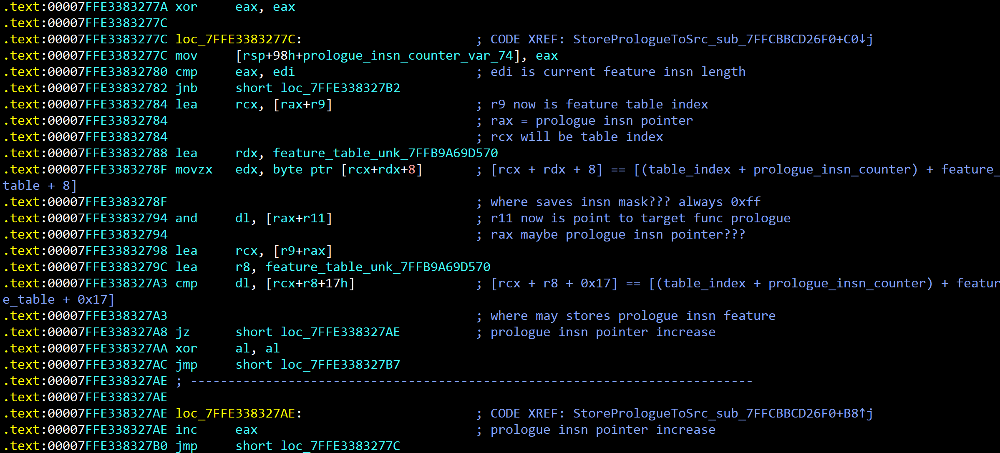 .text:00007FFE3383277A xor     eax, eax
.text:00007FFE3383277C
.text:00007FFE3383277C loc_7FFE3383277C:                       ; CODE XREF: StorePrologueToSrc_sub_7FFCBBCD26F0+C0↓j
.text:00007FFE3383277C mov     [rsp+98h+prologue_insn_counter_var_74], eax
.text:00007FFE33832780 cmp     eax, edi                        ; edi is current feature insn length
.text:00007FFE33832782 jnb     short loc_7FFE338327B2
.text:00007FFE33832784 lea     rcx, [rax+r9]                   ; r9 now is feature table index
.text:00007FFE33832784                                         ; rax = prologue insn pointer
.text:00007FFE33832784                                         ; rcx will be table index
.text:00007FFE33832788 lea     rdx, feature_table_unk_7FFB9A69D570
.text:00007FFE3383278F movzx   edx, byte ptr [rcx+rdx+8]       ; [rcx + rdx + 8] == [(table_index + prologue_insn_counter) + feature_
table + 8]
.text:00007FFE3383278F                                         ; where saves insn mask??? always 0xff
.text:00007FFE33832794 and     dl, [rax+r11]                   ; r11 now is point to target func prologue
.text:00007FFE33832794                                         ; rax maybe prologue insn pointer???
.text:00007FFE33832798 lea     rcx, [r9+rax]
.text:00007FFE3383279C lea     r8, feature_table_unk_7FFB9A69D570
.text:00007FFE338327A3 cmp     dl, [rcx+r8+17h]                ; [rcx + r8 + 0x17] == [(table_index + prologue_insn_counter) + featur
e_table + 0x17]
.text:00007FFE338327A3                                         ; where may stores prologue insn feature
.text:00007FFE338327A8 jz      short loc_7FFE338327AE          ; prologue insn pointer increase
.text:00007FFE338327AA xor     al, al
.text:00007FFE338327AC jmp     short loc_7FFE338327B7
.text:00007FFE338327AE ; ---------------------------------------------------------------------------
.text:00007FFE338327AE
.text:00007FFE338327AE loc_7FFE338327AE:                       ; CODE XREF: StorePrologueToSrc_sub_7FFCBBCD26F0+B8↑j
.text:00007FFE338327AE inc     eax                             ; prologue insn pointer increase
.text:00007FFE338327B0 jmp     short loc_7FFE3383277C